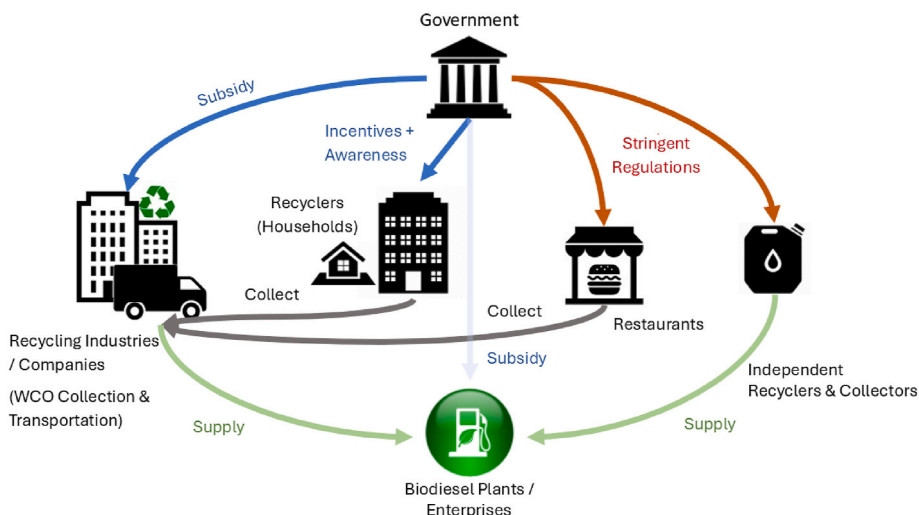 Government
Subsidy
Incentives +
Awareness
Stringent
Regulations
Recyclers
(Households)
Collect
Collect
Restaurants
Recycling Industries
/ Companies
(WCO Collection &
Transportation)
Subsidy
Independent
Recyclers & Collectors
Supply
Supply
Biodiesel Plants /
Enterprises